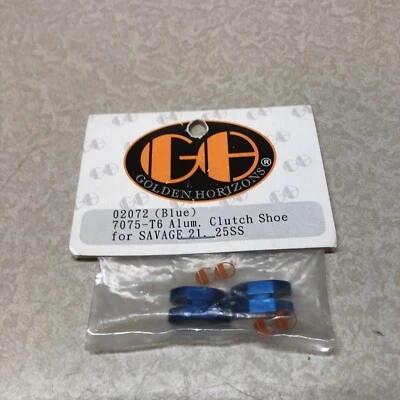 GH
GOLDEN HORIZONS®
02072 (Blue)
7075-T6 Alum. Clutch Shoe
for SAVAGE 21. 25SS